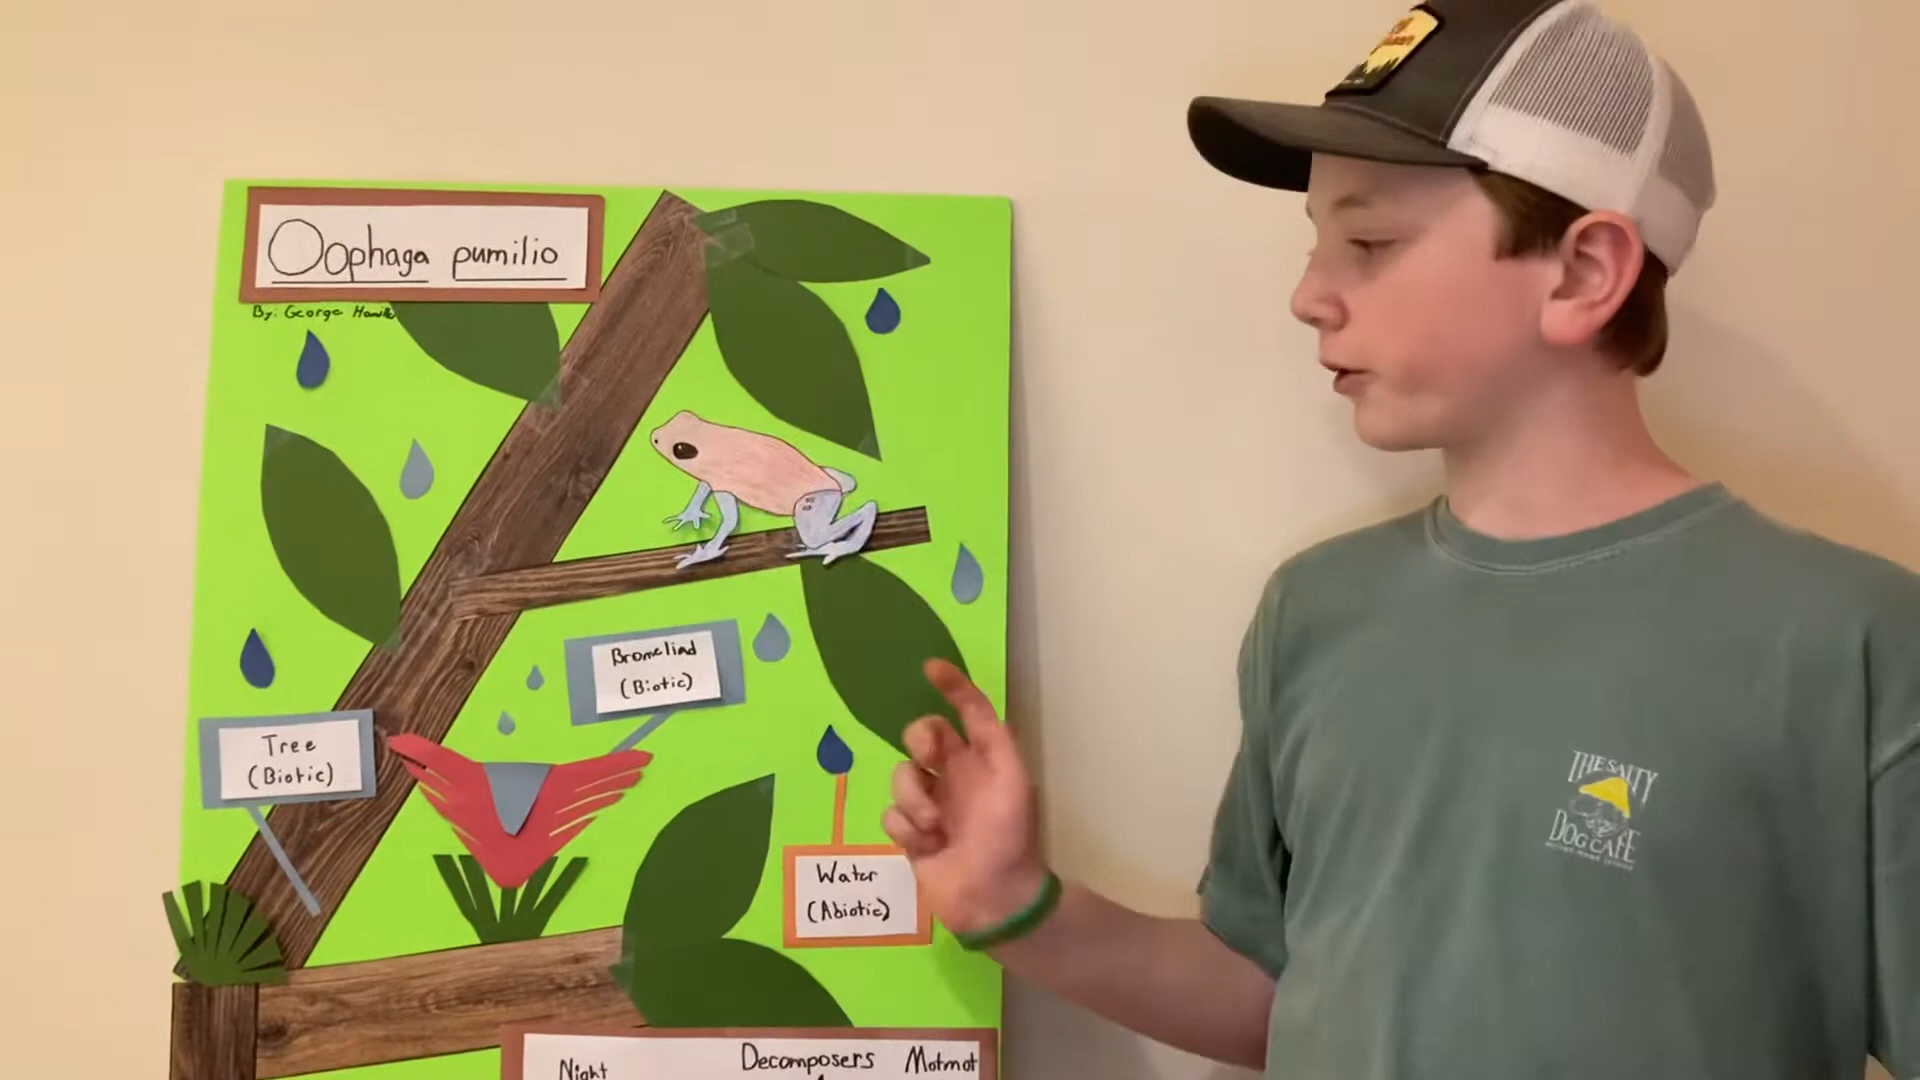 Oophaga pumilio
By: George
Bromeliad
(Biotic)
Tree
(Biotic)
Water
(Abiotic)
Night Decomposers Motmot
THE SALTY
DOG CAFE